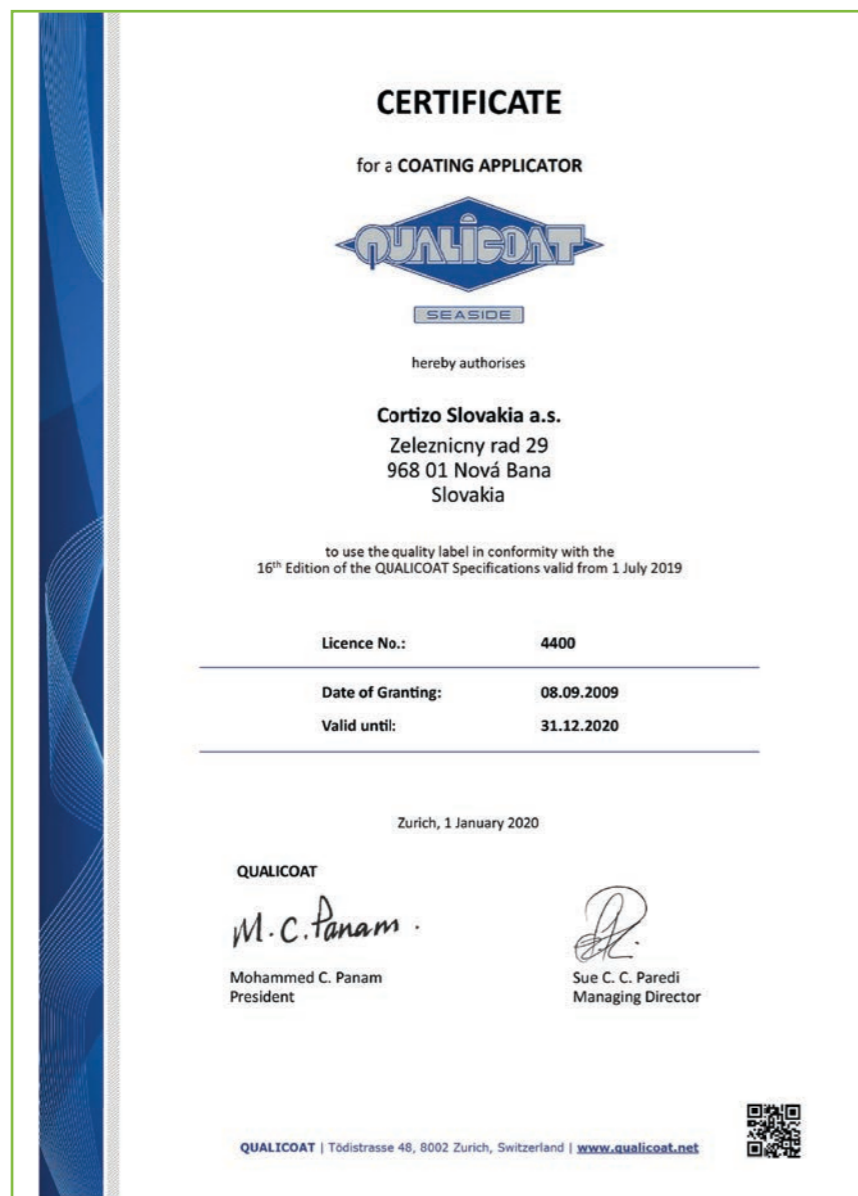 CERTIFICATE
for a COATING APPLICATOR
QUALICOAT
SEASIDE
hereby authorises
Cortizo Slovakia a.s.
Zeleznicny rad 29
968 01 Nová Bana
Slovakia
to use the quality label in conformity with the
16th Edition of the QUALICOAT Specifications valid from 1 July 2019
Licence No.: 4400
Date of Granting: 08.09.2009
Valid until: 31.12.2020
Zurich, 1 January 2020
QUALICOAT
M. C. Panam.
Mohammed C. Panam
President
Sue C. C. Paredi
Managing Director
QUALICOAT | Tödistrasse 48, 8002 Zurich, Switzerland | www.qualicoat.net